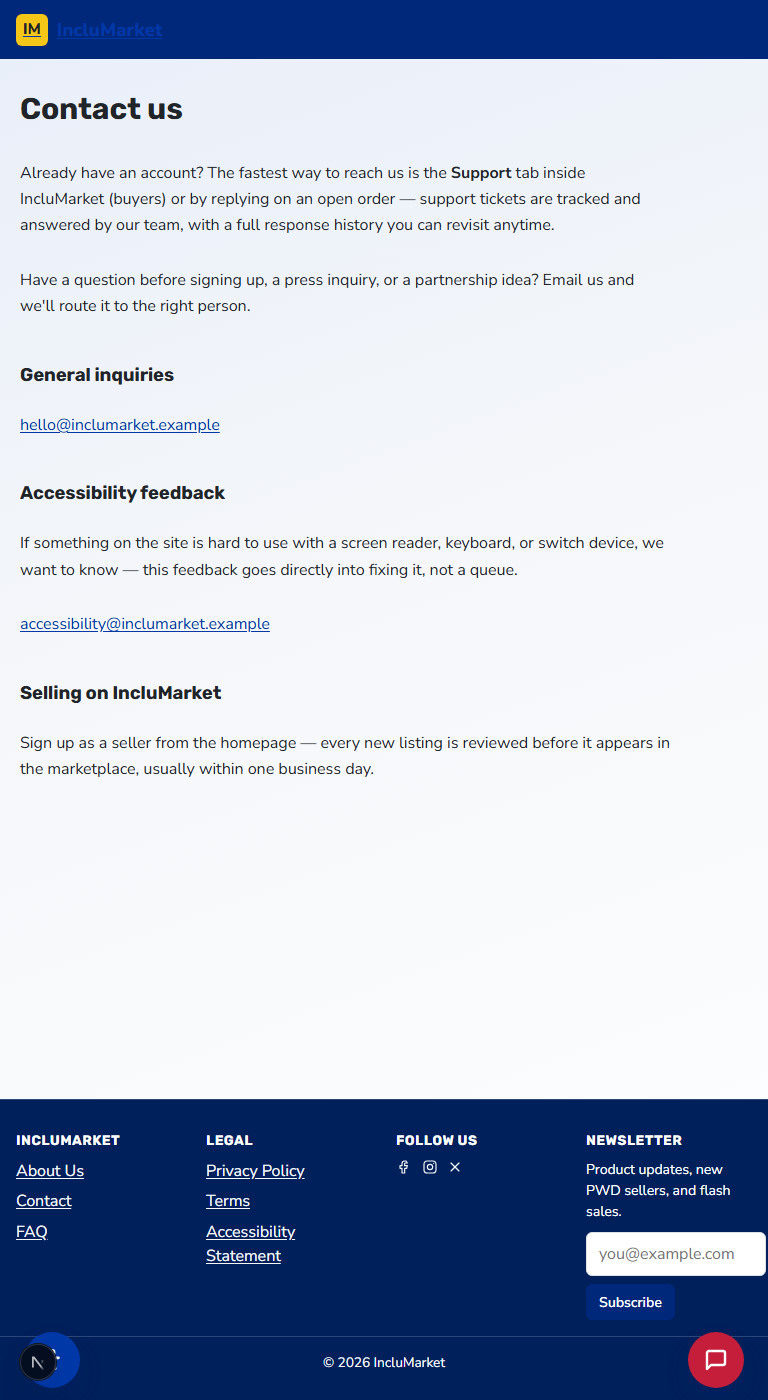 IM IncluMarket
Contact us
Already have an account? The fastest way to reach us is the Support tab inside
IncluMarket (buyers) or by replying on an open order — support tickets are tracked and
answered by our team, with a full response history you can revisit anytime.
Have a question before signing up, a press inquiry, or a partnership idea? Email us and
we'll route it to the right person.
General inquiries
hello@inclumarket.example
Accessibility feedback
If something on the site is hard to use with a screen reader, keyboard, or switch device, we
want to know — this feedback goes directly into fixing it, not a queue.
accessibility@inclumarket.example
Selling on IncluMarket
Sign up as a seller from the homepage — every new listing is reviewed before it appears in
the marketplace, usually within one business day.
INCLUMARKET
About Us
Contact
FAQ
LEGAL
Privacy Policy
Terms
Accessibility
Statement
FOLLOW US
NEWSLETTER
Product updates, new
PWD sellers, and flash
sales.
you@example.com
Subscribe
N
© 2026 IncluMarket